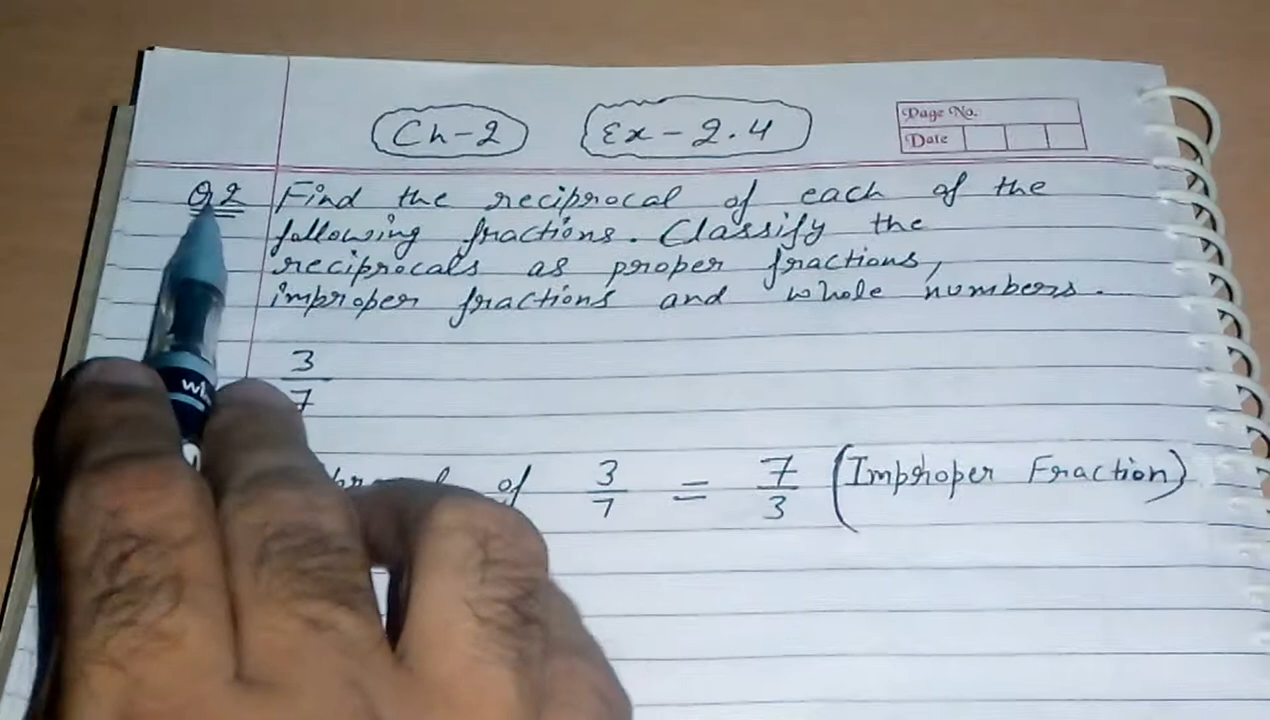 Ch-2 Ex-2.4
Page No.
Date
Q2 Find the reciprocal of each of the
following fractions. Classify the
reciprocals as proper fractions,
improper fractions and whole numbers.
3/7
of 3/7 = 7/3 (Improper Fraction)